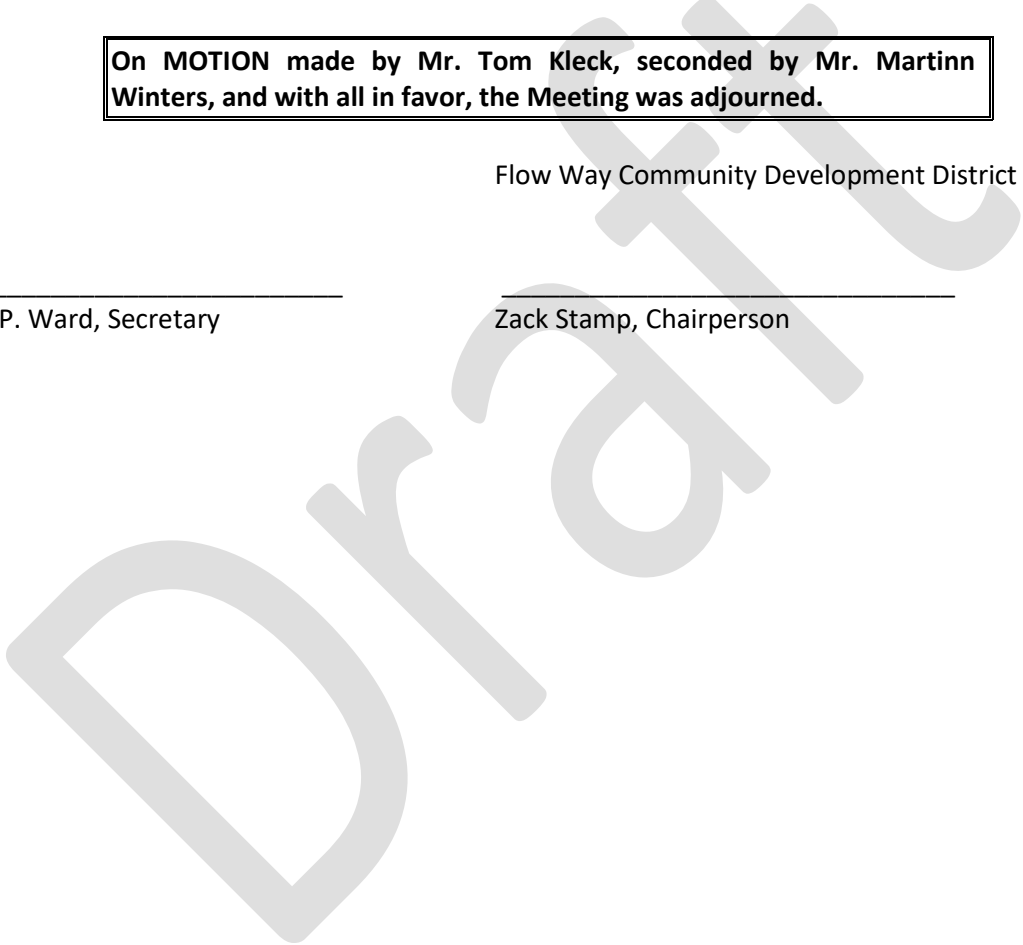 On MOTION made by Mr. Tom Kleck, seconded by Mr. Martinn
Winters, and with all in favor, the Meeting was adjourned.
Flow Way Community Development District
P. Ward, Secretary
Zack Stamp, Chairperson
Draft